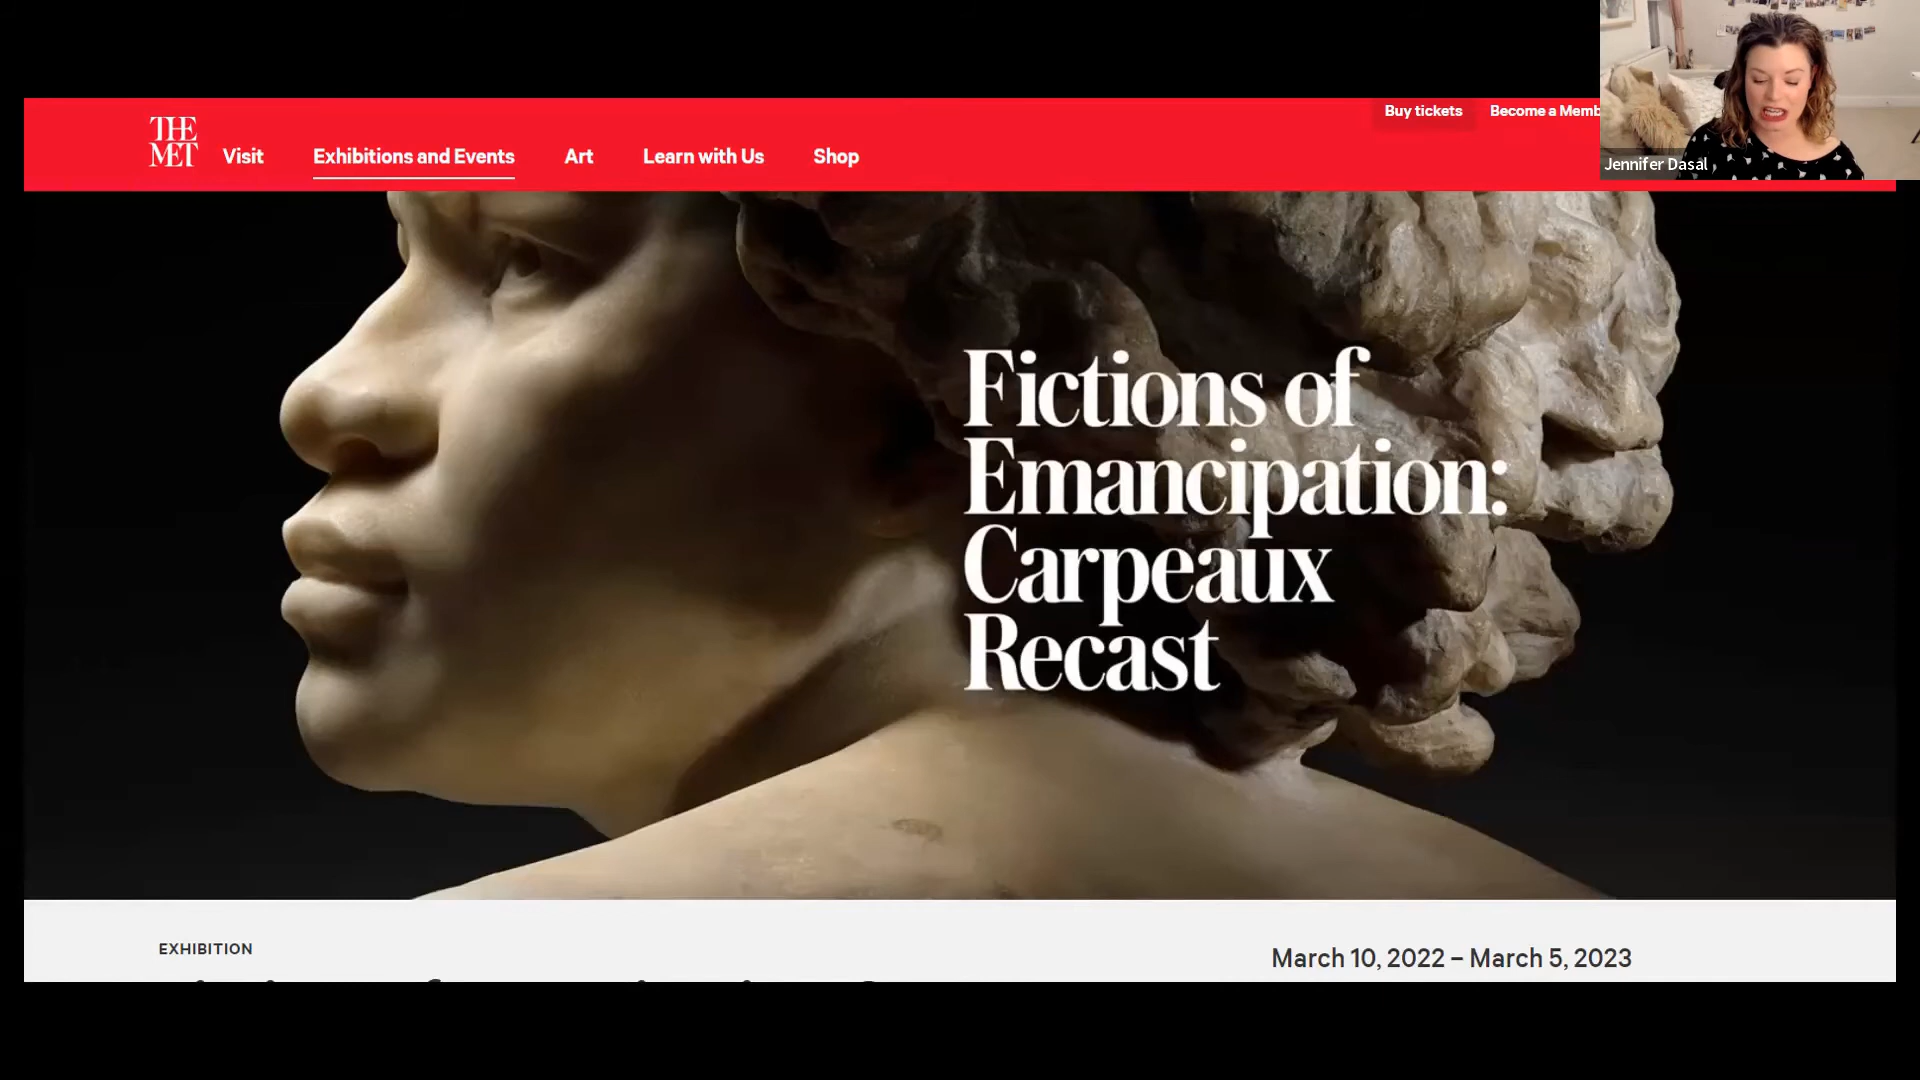 Buy tickets
Become a Memb
THE
MET
Visit
Exhibitions and Events
Art
Learn with Us
Shop
Jennifer Dasal
Fictions of
Emancipation:
Carpeaux
Recast
EXHIBITION
March 10, 2022 – March 5, 2023